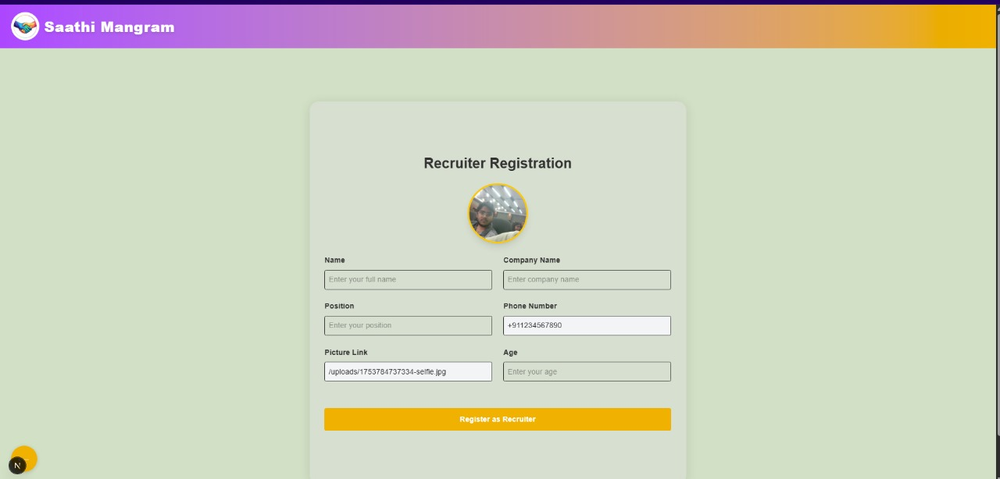 Saathi Mangram
Recruiter Registration
Name
Company Name
Enter your full name
Enter company name
Position
Phone Number
Enter your position
+911234567890
Picture Link
Age
/uploads/1753784737334-selfie.jpg
Enter your age
Register as Recruiter
N